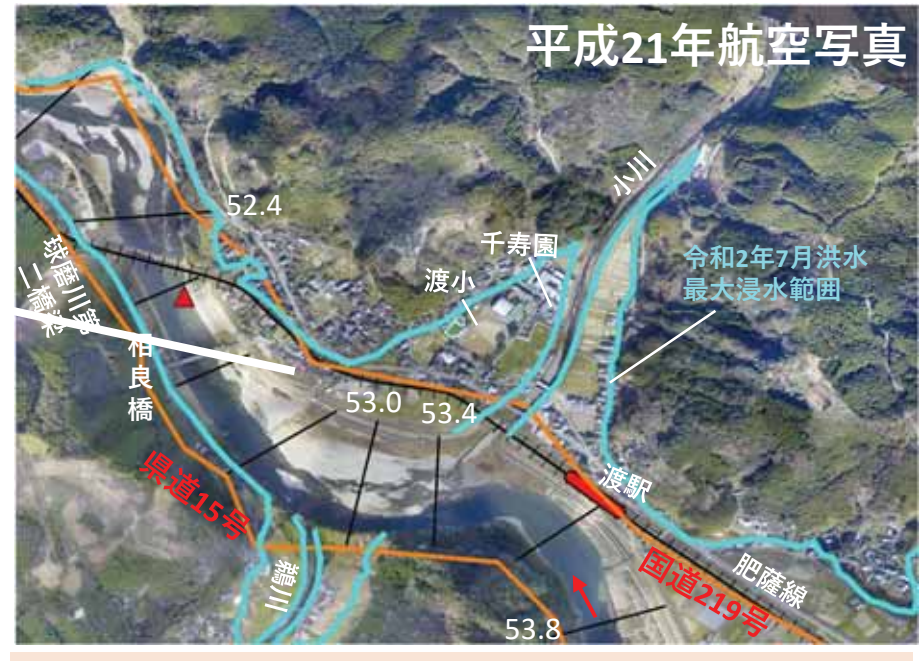 平成21年航空写真
小川
52.4
千寿園
令和2年7月洪水
最大浸水範囲
渡小
球磨川第
二橋梁
相良橋
53.0
53.4
県道15号
渡駅
鵜川
肥薩線
国道219号
53.8